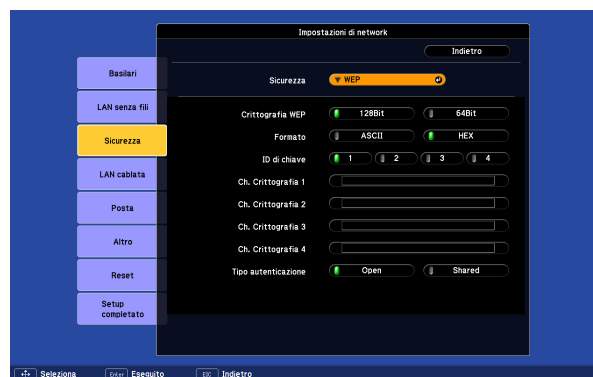 Impostazioni di network
Indietro
Basilari
LAN senza fili
Sicurezza
LAN cablata
Posta
Altro
Reset
Setup
completato
Sicurezza WEP
Crittografia WEP 128Bit 64Bit
Formato ASCII HEX
ID di chiave 1 2 3 4
Ch. Crittografia 1
Ch. Crittografia 2
Ch. Crittografia 3
Ch. Crittografia 4
Tipo autenticazione Open Shared
Seleziona Enter Eseguito ESC Indietro